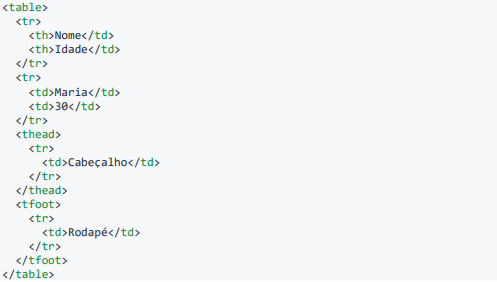 <table>
  <tr>
    <th>Nome</td>
    <th>Idade</td>
  </tr>
  <tr>
    <td>Maria</td>
    <td>30</td>
  </tr>
  <thead>
    <tr>
      <td>Cabeçalho</td>
    </tr>
  </thead>
  <tfoot>
    <tr>
      <td>Rodapé</td>
    </tr>
  </tfoot>
</table>